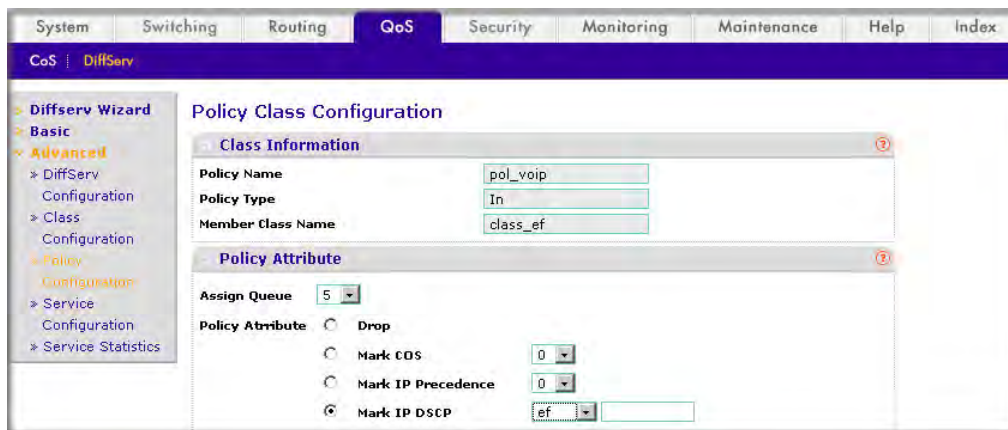 System Switching Routing QoS Security Monitoring Maintenance Help Index
CoS | DiffServ
Diffserv Wizard
Basic
Advanced
» DiffServ
Configuration
» Class
Configuration
» Policy
Configuration
» Service
Configuration
» Service Statistics
Policy Class Configuration
Class Information ?
Policy Name pol_voip
Policy Type In
Member Class Name class_ef
Policy Attribute ?
Assign Queue 5
Policy Attribute Drop
Mark COS 0
Mark IP Precedence 0
Mark IP DSCP ef